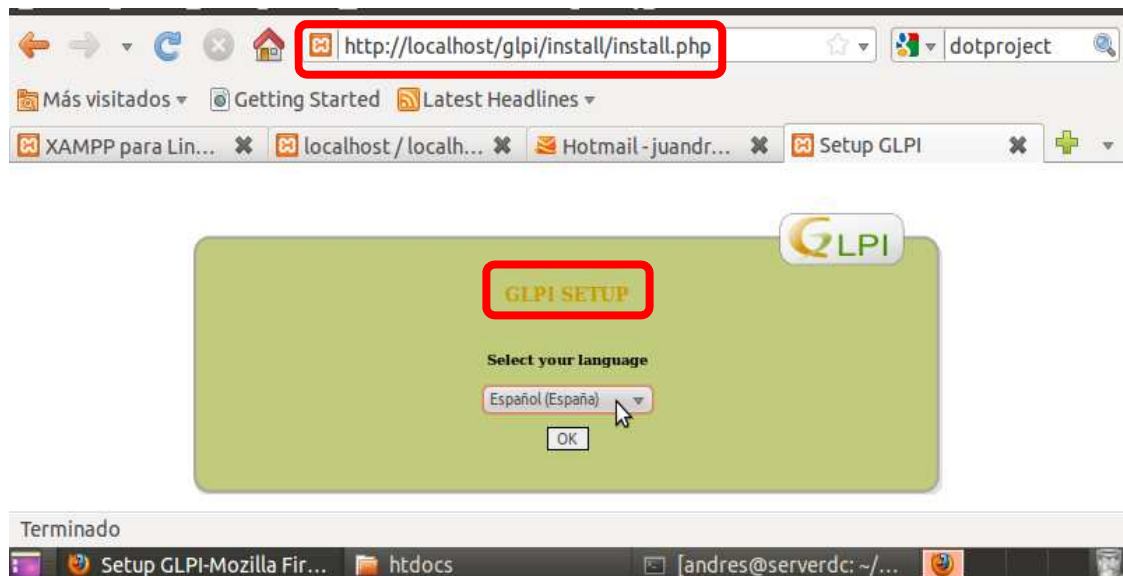 http://localhost/glpi/install/install.php
dotproject
Más visitados
Getting Started
Latest Headlines
XAMPP para Lin...
localhost / localh...
Hotmail - juandr...
Setup GLPI
GLPI
GLPI SETUP
Select your language
Español (España)
OK
Terminado
Setup GLPI-Mozilla Fir...
htdocs
[andres@serverdc: ~/...